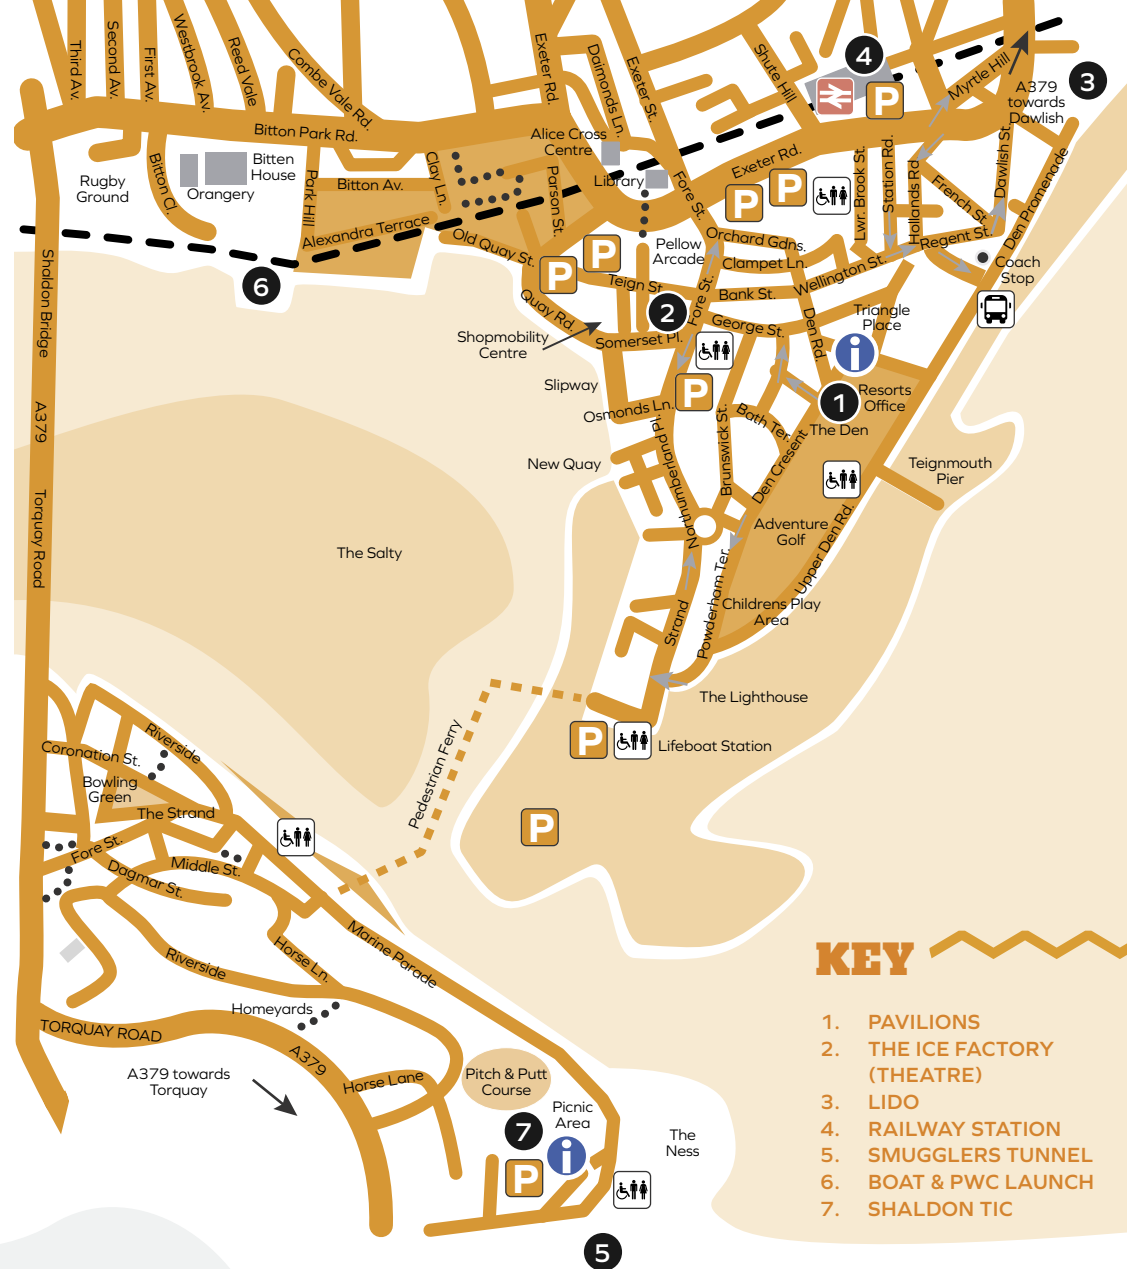 Third Av.
Second Av.
First Av.
Westbrook Av.
Reed Vale
Combe Vale Rd.
Exeter Rd.
Daimonds Ln.
Exeter St.
Shute Hill
4
P
Myrtle Hill
3
A379
towards
Dawlish
Bitton Park Rd.
Alice Cross
Centre
Library
Exeter Rd.
Lwr. Brook St.
Station Rd.
Hollands Rd.
French St.
Dawlish St.
Den Promenade
Rugby
Ground
Bitton Cl.
Bitten
House
Orangery
Park Hill
Bitton Av.
Clay Ln.
Parson St.
Fore St.
P
P
Alexandra Terrace
Old Quay St.
Pellow
Arcade
Orchard Gdns.
Clampet Ln.
Wellington St.
Regent St.
Coach
Stop
Shaldon Bridge
6
P
P
Teign St.
Quay Rd.
2
Fore St.
Bank St.
George St.
Den Rd.
Triangle
Place
i
Shopmobility
Centre
Somerset Pl.
Slipway
P
1
Resorts
Office
A379
Osmonds Ln.
Bath Ter.
The Den
New Quay
Northumberland Pl.
Brunswick St.
Den Cresent
Teignmouth
Pier
Torquay Road
The Salty
Adventure
Golf
Upper Den Rd.
Powderham Ter.
Childrens Play
Area
Strand
The Lighthouse
P
Lifeboat Station
Pedestrian Ferry
P
Riverside
Coronation St.
Bowling
Green
The Strand
Fore St.
Middle St.
Dagmar St.
Marine Parade
Horse Ln.
Riverside
Homeyards
TORQUAY ROAD
A379
A379 towards
Torquay
Horse Lane
Pitch & Putt
Course
Picnic
Area
7
i
P
The
Ness
5
KEY
1. PAVILIONS
2. THE ICE FACTORY
(THEATRE)
3. LIDO
4. RAILWAY STATION
5. SMUGGLERS TUNNEL
6. BOAT & PWC LAUNCH
7. SHALDON TIC